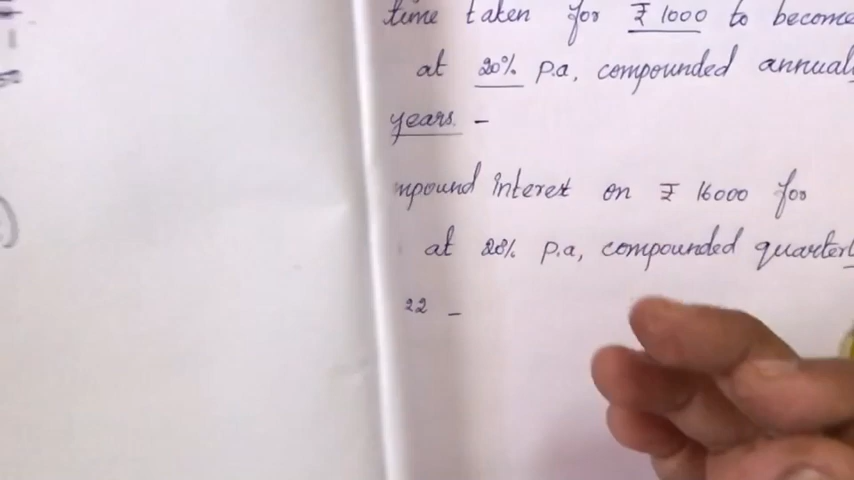 time taken for ₹ 1000 to become
at 20% p.a, compounded annual
years. -
mpound interest on ₹ 16000 for
at 20% p.a, compounded quarterl
22 -